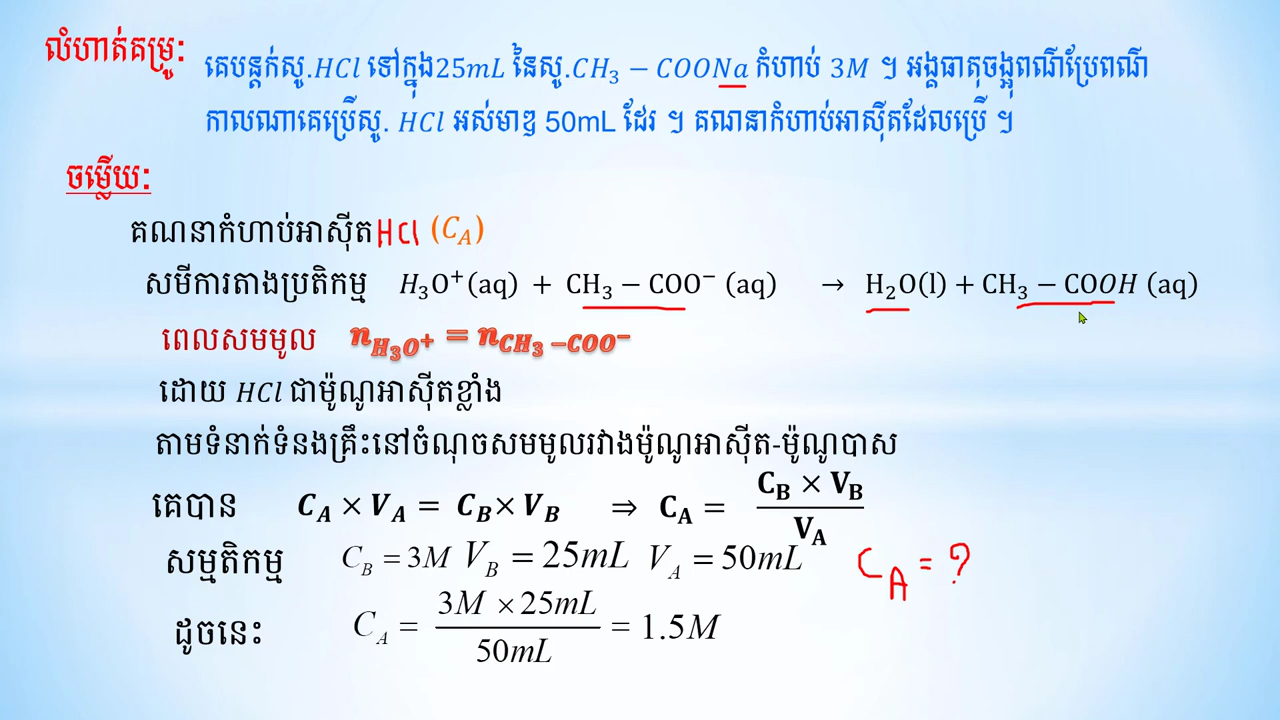 លំហាត់គម្រូ:
គេបន្តក់សូ.HCl ទៅក្នុង25mL នៃសូ.CH₃ − COONa កំហាប់ 3M ។ អង្គធាតុចង្អុលពណ៌ប្រែពណ៌
កាលណាគេប្រើសូ. HCl អស់មាឌ 50mL ដែរ ។ គណនាកំហាប់អាស៊ីតដែលប្រើ ។
ចម្លើយ:
គណនាកំហាប់អាស៊ីតHCl (C_A)
សមីការតាងប្រតិកម្ម H₃O⁺(aq) + CH₃ − COO⁻ (aq) → H₂O(l) + CH₃ − COOH (aq)
ពេលសមមូល n_H₃O⁺ = n_CH₃−COO⁻
ដោយ HCl ជាម៉ូណូអាស៊ីតខ្លាំង
តាមទំនាក់ទំនងគ្រឹះនៅចំណុចសមមូលរវាងម៉ូណូអាស៊ីត-ម៉ូណូបាស
គេបាន C_A × V_A = C_B × V_B ⇒ C_A = (C_B × V_B)/V_A
សម្មតិកម្ម C_B = 3M V_B = 25mL V_A = 50mL C_A = ?
ដូចនេះ: C_A = (3M × 25mL)/50mL = 1.5M